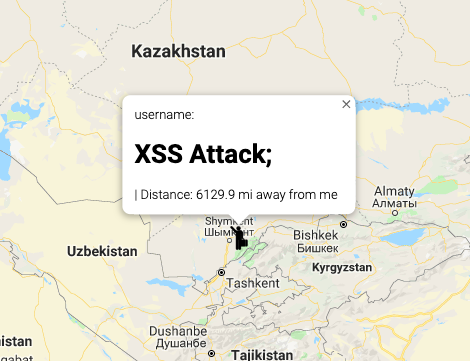 Kazakhstan
username:
XSS Attack;
| Distance: 6129.9 mi away from me
Almaty
Алматы
Shymkent
Шымкент
Bishkek
Бишкек
Uzbekistan
Kyrgyzstan
Tashkent
Dushanbe
Душанбе
Tajikistan
nistan